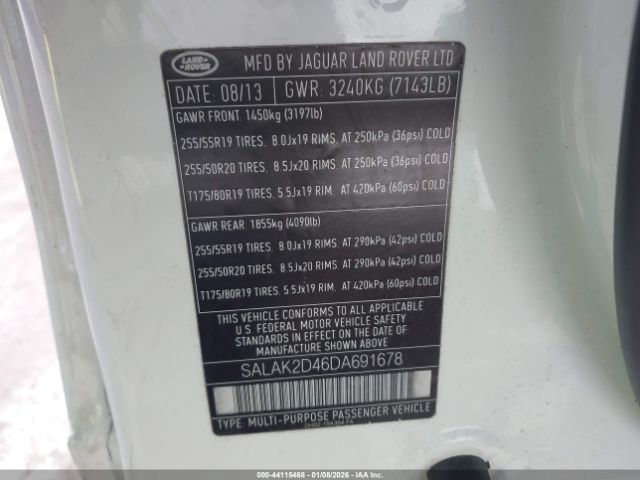 LAND ROVER
MFD BY JAGUAR LAND ROVER LTD
DATE: 08/13 GWR: 3240KG (7143LB)
GAWR FRONT: 1450kg (3197lb)
255/55R19 TIRES. 8.0Jx19 RIMS. AT 250kPa (36psi) COLD
255/50R20 TIRES. 8.5Jx20 RIMS. AT 250kPa (36psi) COLD
T175/80R19 TIRES. 5.5Jx19 RIM. AT 420kPa (60psi) COLD
GAWR REAR 1855kg (4090lb)
255/55R19 TIRES. 8.0Jx19 RIMS. AT 290kPa (42psi) COLD
255/50R20 TIRES. 8.5Jx20 RIMS. AT 290kPa (42psi) COLD
T175/80R19 TIRES. 5.5Jx19 RIM. AT 420kPa (60psi) COLD
THIS VEHICLE CONFORMS TO ALL APPLICABLE
U.S. FEDERAL MOTOR VEHICLE SAFETY
STANDARDS IN EFFECT ON THE DATE OF
MANUFACTURE SHOWN ABOVE
SALAK2D46DA691678
TYPE: MULTI-PURPOSE PASSENGER VEHICLE
000-44115468 - 01/08/2026 - IAAI.COM